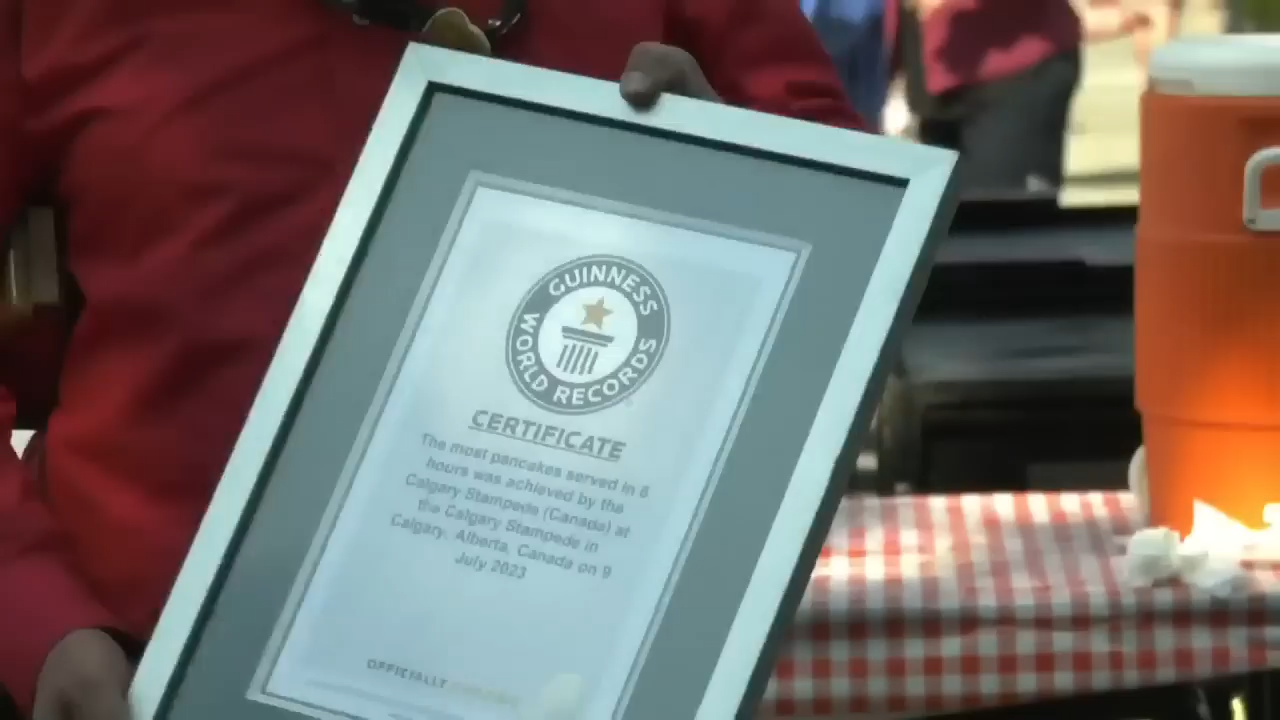 GUINNESS
WORLD RECORDS
CERTIFICATE
The most pancakes served in 8
hours was achieved by the
Calgary Stampede (Canada) at
the Calgary Stampede in
Calgary, Alberta, Canada on 9
July 2023
OFFICIALLY